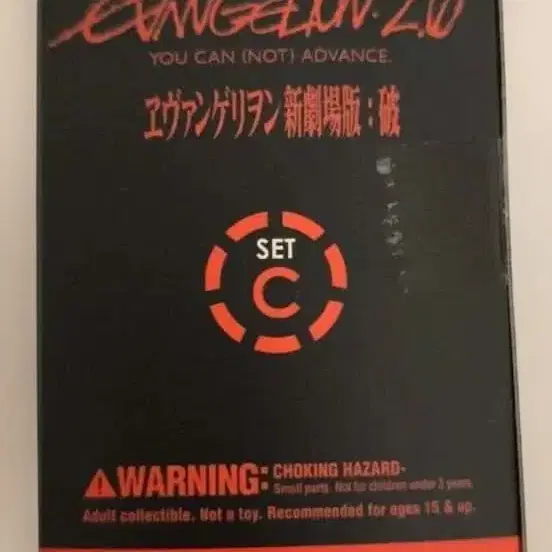 EVANGELION:2.0
YOU CAN (NOT) ADVANCE.
ヱヴァンゲリヲン新劇場版：破
SET
C
WARNING: CHOKING HAZARD-
Small parts. Not for children under 3 years.
Adult collectible. Not a toy. Recommended for ages 15 & up.